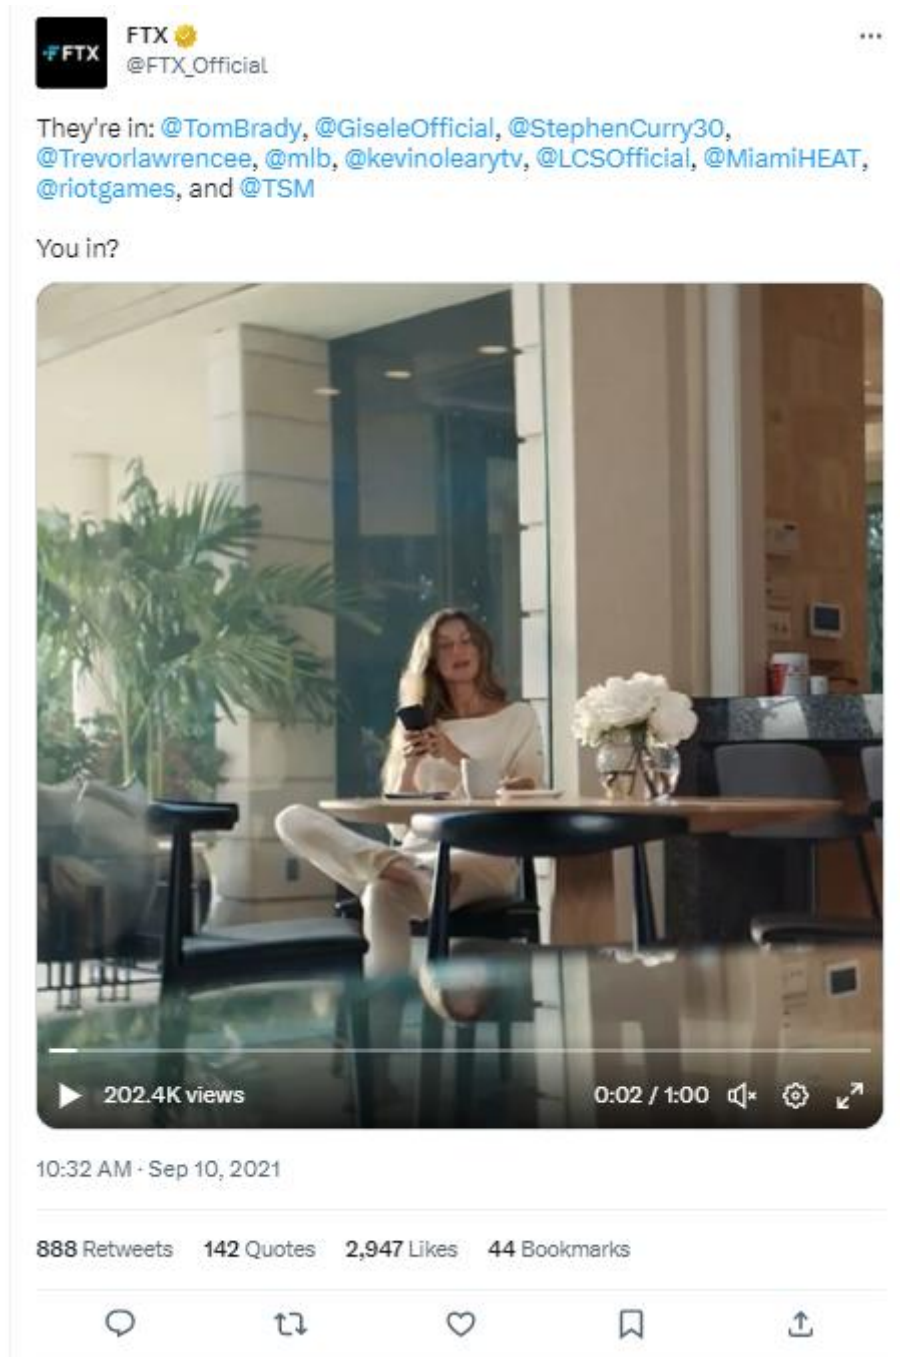 FTX
FTX
@FTX_Official
They're in: @TomBrady, @GiseleOfficial, @StephenCurry30,
@Trevorlawrencee, @mlb, @kevinolearytv, @LCSOfficial, @MiamiHEAT,
@riotgames, and @TSM
You in?
202.4K views
0:02 / 1:00
10:32 AM · Sep 10, 2021
888 Retweets 142 Quotes 2,947 Likes 44 Bookmarks